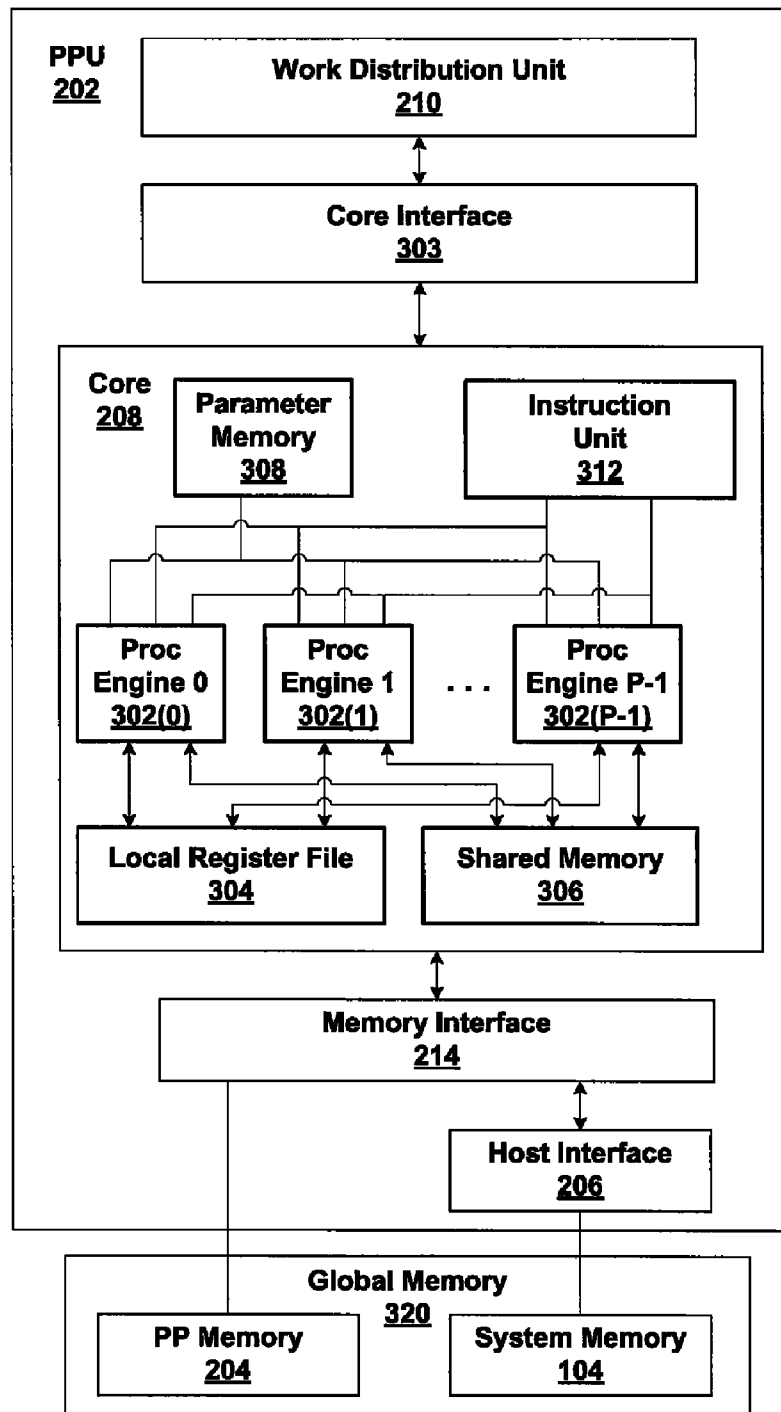 PPU
202
Work Distribution Unit
210
Core Interface
303
Core
208
Parameter
Memory
308
Instruction
Unit
312
Proc
Engine 0
302(0)
Proc
Engine 1
302(1)
. . .
Proc
Engine P-1
302(P-1)
Local Register File
304
Shared Memory
306
Memory Interface
214
Host Interface
206
Global Memory
320
PP Memory
204
System Memory
104